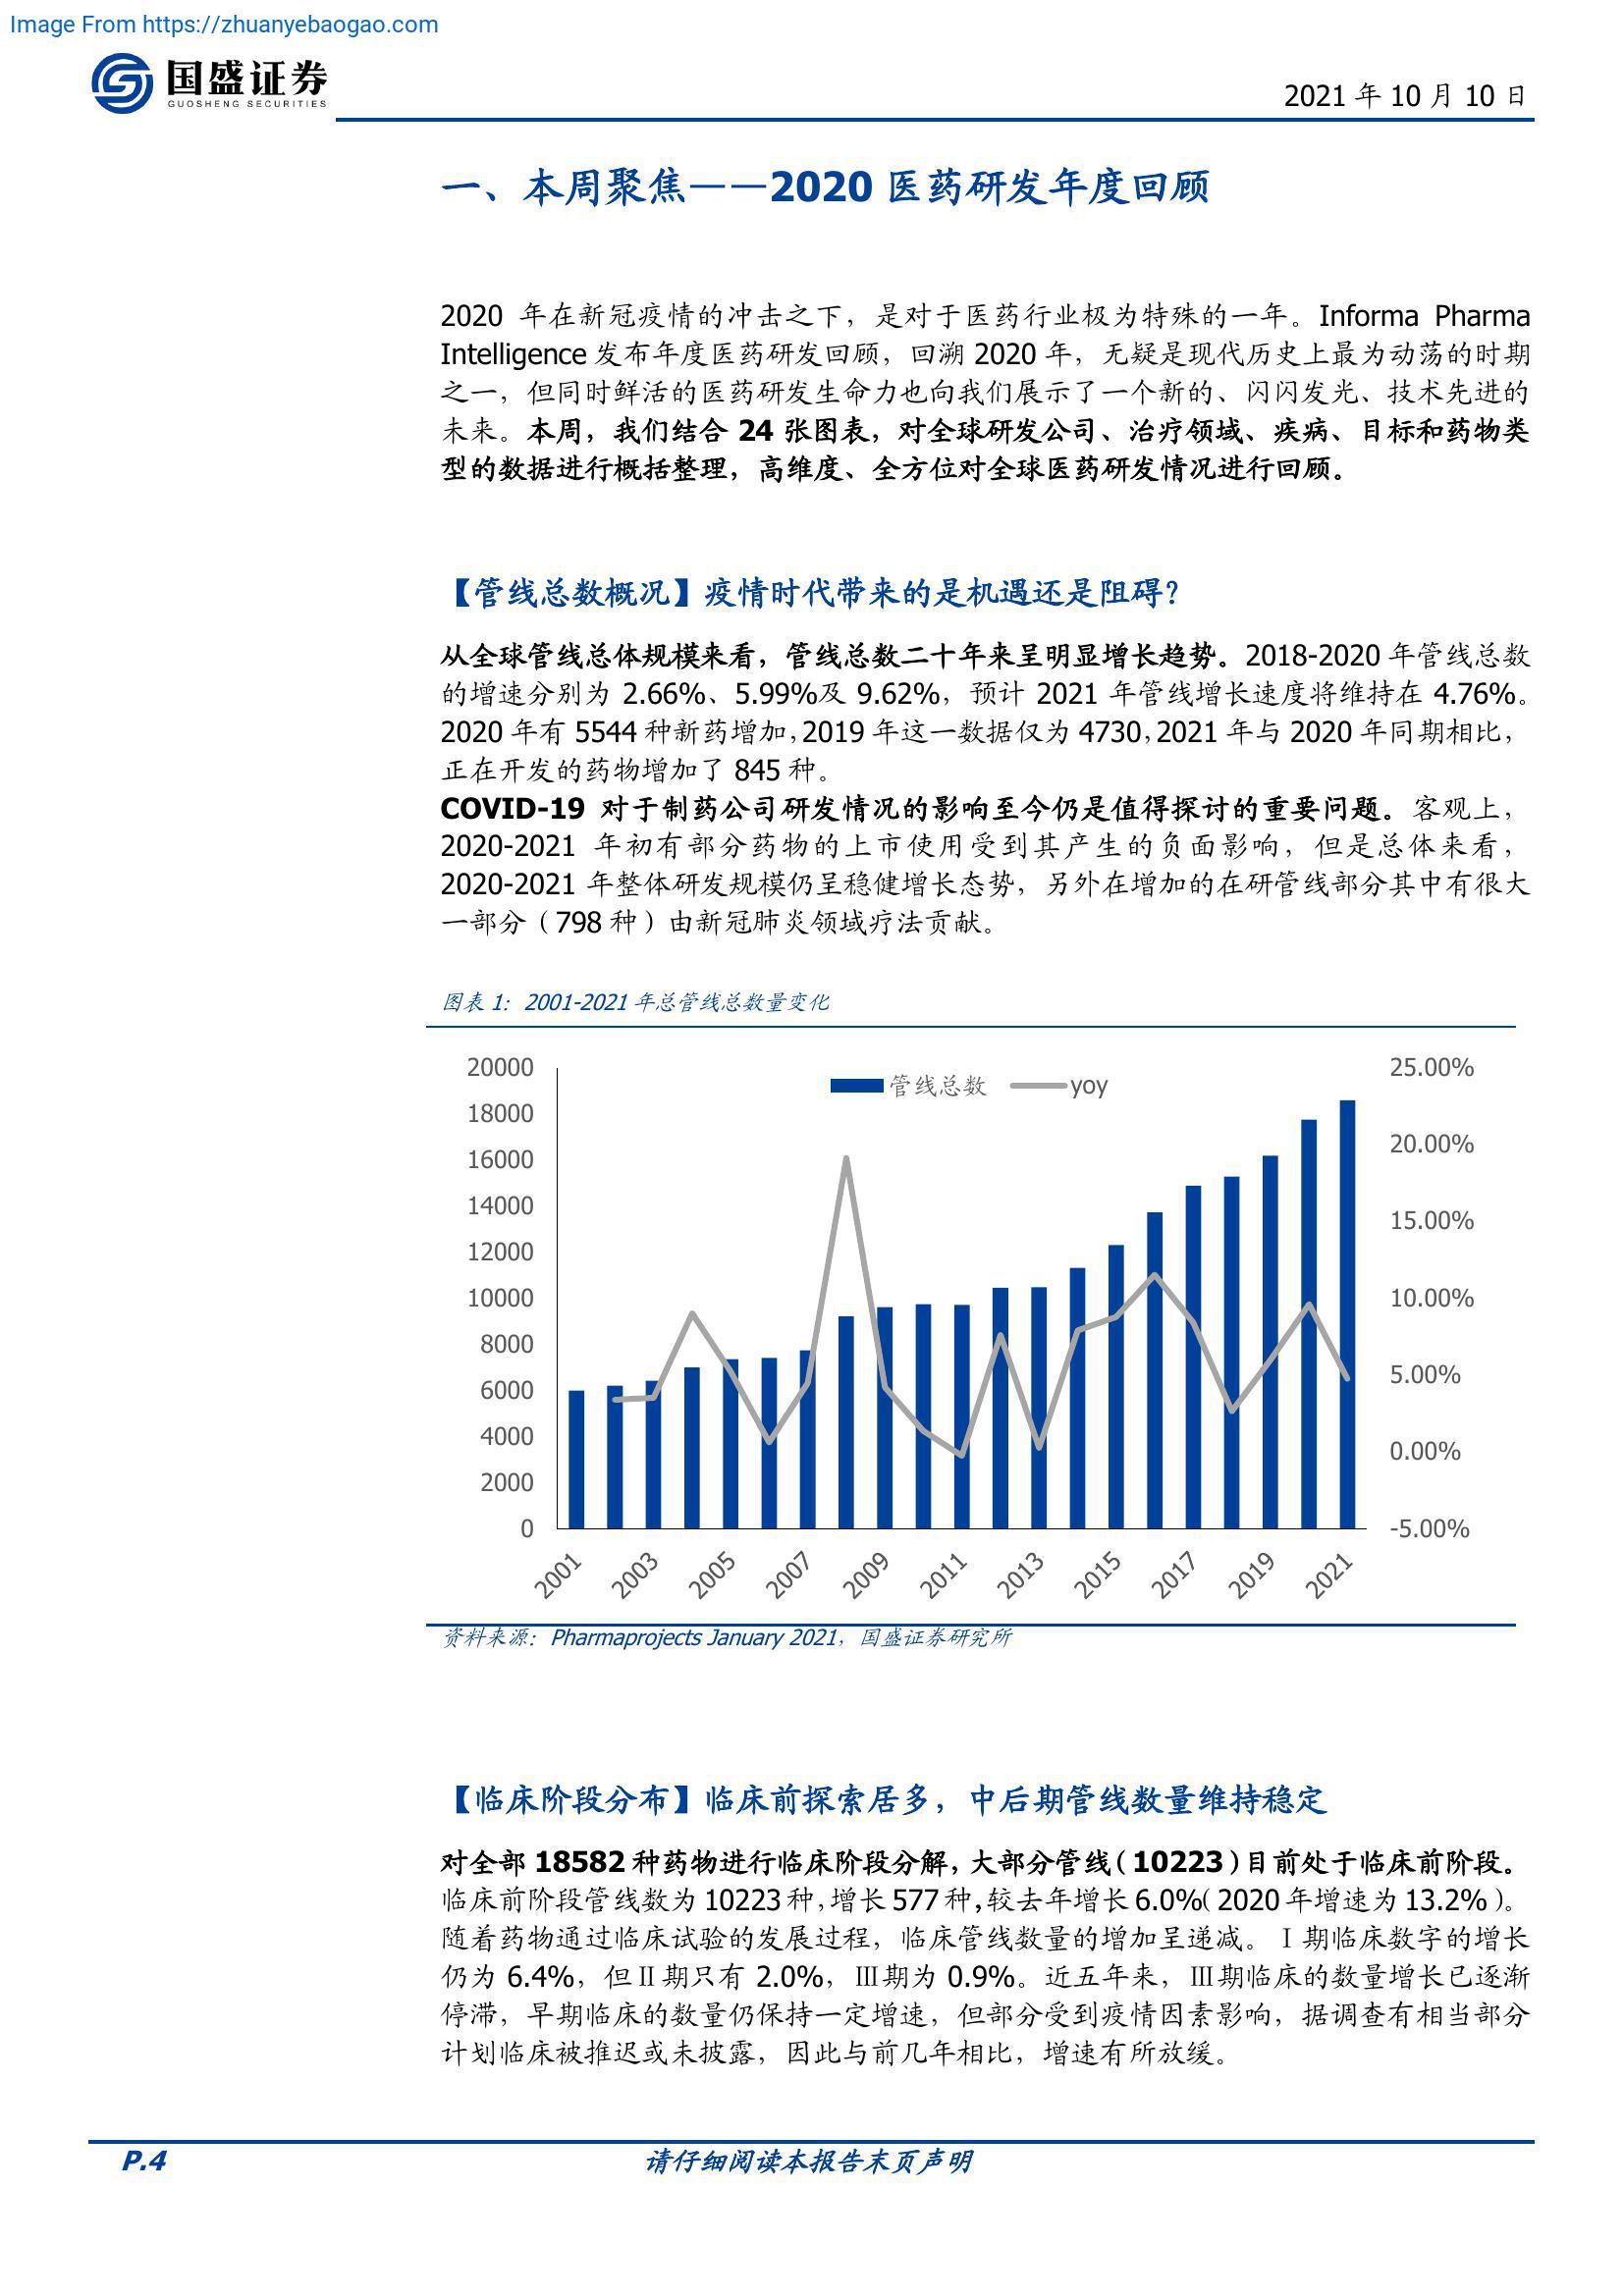 Image From https://zhuanyebaogao.com
国盛证券
GUOSHENG SECURITIES
2021 年 10 月 10 日
一、本周聚焦——2020 医药研发年度回顾
2020 年在新冠疫情的冲击之下，是对于医药行业极为特殊的一年。Informa Pharma
Intelligence 发布年度医药研发回顾，回溯 2020 年，无疑是现代历史上最为动荡的时期
之一，但同时鲜活的医药研发生命力也向我们展示了一个新的、闪闪发光、技术先进的
未来。本周，我们结合 24 张图表，对全球研发公司、治疗领域、疾病、目标和药物类
型的数据进行概括整理，高维度、全方位对全球医药研发情况进行回顾。
【管线总数概况】疫情时代带来的是机遇还是阻碍？
从全球管线总体规模来看，管线总数二十年来呈明显增长趋势。2018-2020 年管线总数
的增速分别为 2.66%、5.99%及 9.62%，预计 2021 年管线增长速度将维持在 4.76%。
2020 年有 5544 种新药增加，2019 年这一数据仅为 4730，2021 年与 2020 年同期相比，
正在开发的药物增加了 845 种。
COVID-19 对于制药公司研发情况的影响至今仍是值得探讨的重要问题。客观上，
2020-2021 年初有部分药物的上市使用受到其产生的负面影响，但是总体来看，
2020-2021 年整体研发规模仍呈稳健增长态势，另外在增加的在研管线部分其中有很大
一部分（798 种）由新冠肺炎领域疗法贡献。
图表 1：2001-2021 年总管线总数量变化
管线总数 yoy
20000
18000
16000
14000
12000
10000
8000
6000
4000
2000
0
25.00%
20.00%
15.00%
10.00%
5.00%
0.00%
-5.00%
2001 2003 2005 2007 2009 2011 2013 2015 2017 2019 2021
资料来源：Pharmaprojects January 2021，国盛证券研究所
【临床阶段分布】临床前探索居多，中后期管线数量维持稳定
对全部 18582 种药物进行临床阶段分解，大部分管线（10223）目前处于临床前阶段。
临床前阶段管线数为 10223 种，增长 577 种，较去年增长 6.0%（2020 年增速为 13.2%）。
随着药物通过临床试验的发展过程，临床管线数量的增加呈递减。Ⅰ期临床数字的增长
仍为 6.4%，但Ⅱ期只有 2.0%，Ⅲ期为 0.9%。近五年来，Ⅲ期临床的数量增长已逐渐
停滞，早期临床的数量仍保持一定增速，但部分受到疫情因素影响，据调查有相当部分
计划临床被推迟或未披露，因此与前几年相比，增速有所放缓。
P.4
请仔细阅读本报告末页声明